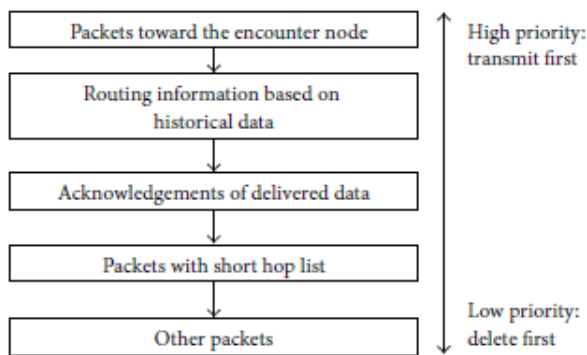 Packets toward the encounter node
High priority:
transmit first
Routing information based on
historical data
Acknowledgements of delivered data
Packets with short hop list
Low priority:
delete first
Other packets